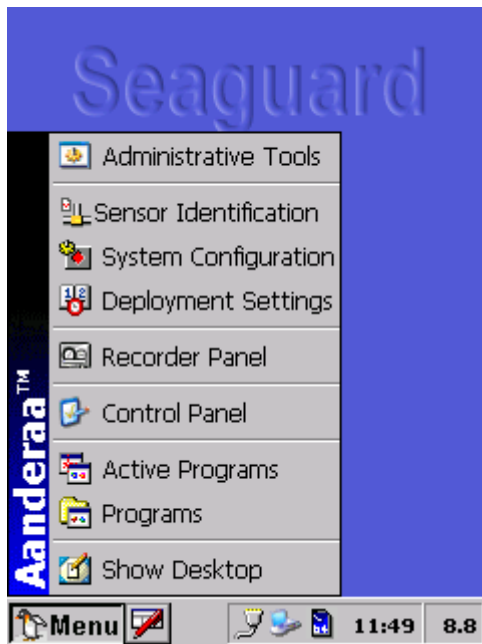 Seaguard
Administrative Tools
Sensor Identification
System Configuration
Deployment Settings
Recorder Panel
Control Panel
Active Programs
Programs
Show Desktop
Aanderaa™
Menu
11:49
8.8